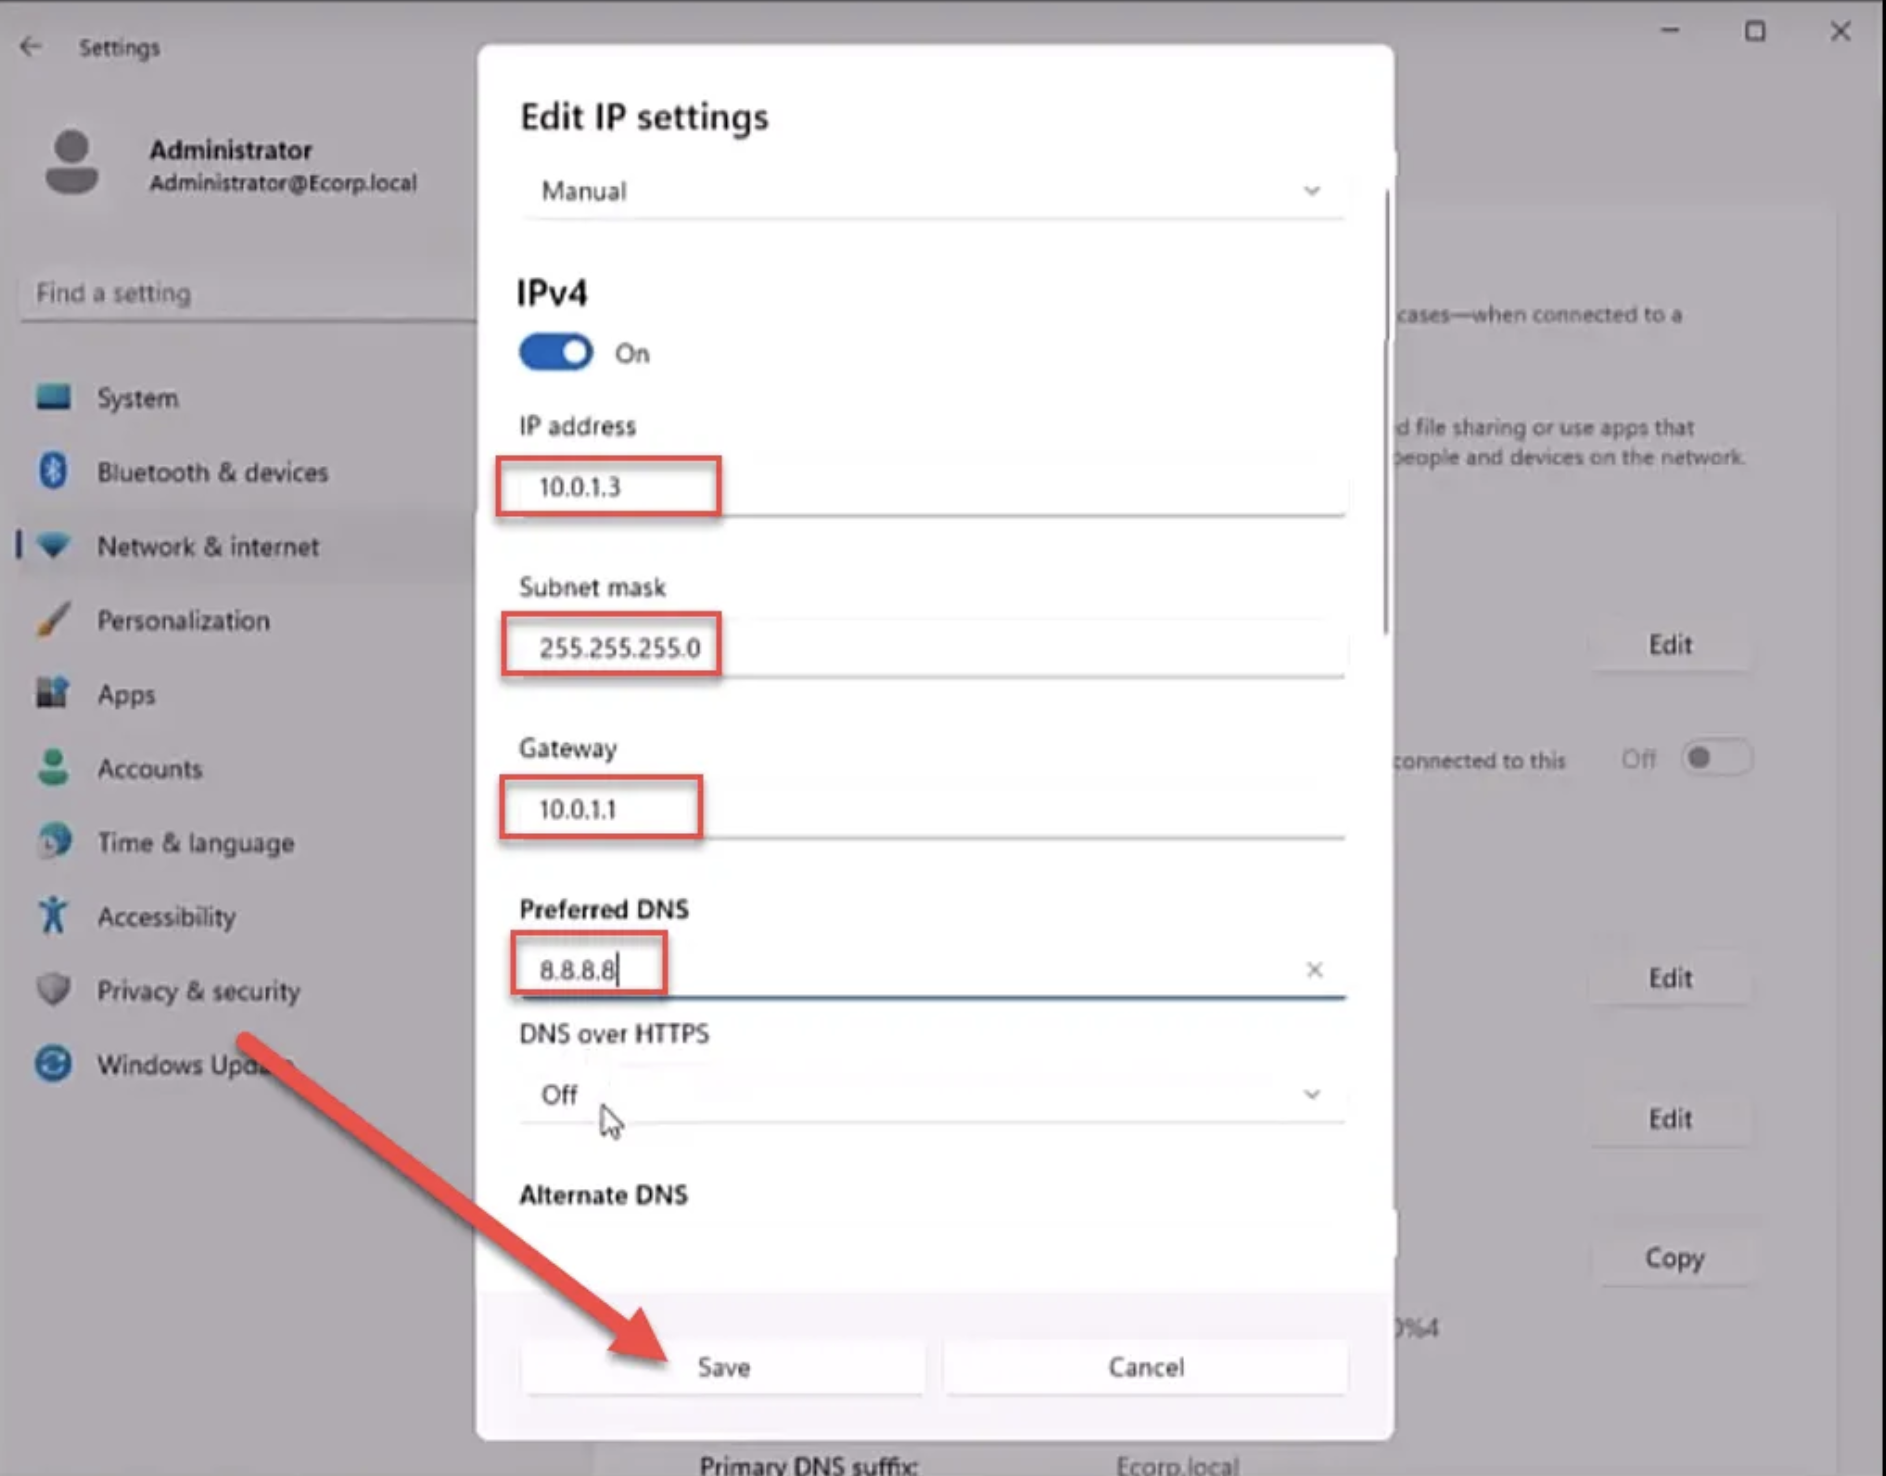 Settings
Administrator
Administrator@Ecorp.local
Find a setting
System
Bluetooth & devices
Network & internet
Personalization
Apps
Accounts
Time & language
Accessibility
Privacy & security
Windows Upda
Edit IP settings
Manual
IPv4
On
IP address
10.0.1.3
Subnet mask
255.255.255.0
Gateway
10.0.1.1
Preferred DNS
8.8.8.8
DNS over HTTPS
Off
Alternate DNS
Save
Cancel
cases—when connected to a
d file sharing or use apps that
people and devices on the network.
Edit
connected to this
Off
Edit
Edit
Copy
%4
Primary DNS suffix:
Ecorp.local